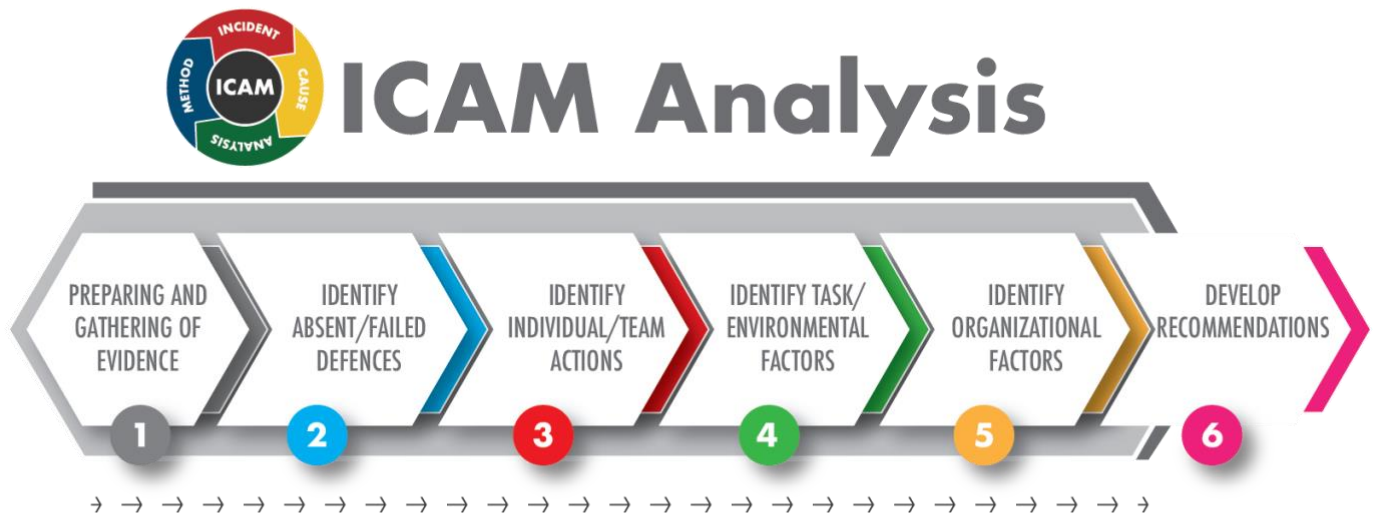 INCIDENT
CAUSE
ANALYSIS
METHOD
ICAM
ICAM Analysis
PREPARING AND
GATHERING OF
EVIDENCE
1
IDENTIFY
ABSENT/FAILED
DEFENCES
2
IDENTIFY
INDIVIDUAL/TEAM
ACTIONS
3
IDENTIFY TASK/
ENVIRONMENTAL
FACTORS
4
IDENTIFY
ORGANIZATIONAL
FACTORS
5
DEVELOP
RECOMMENDATIONS
6